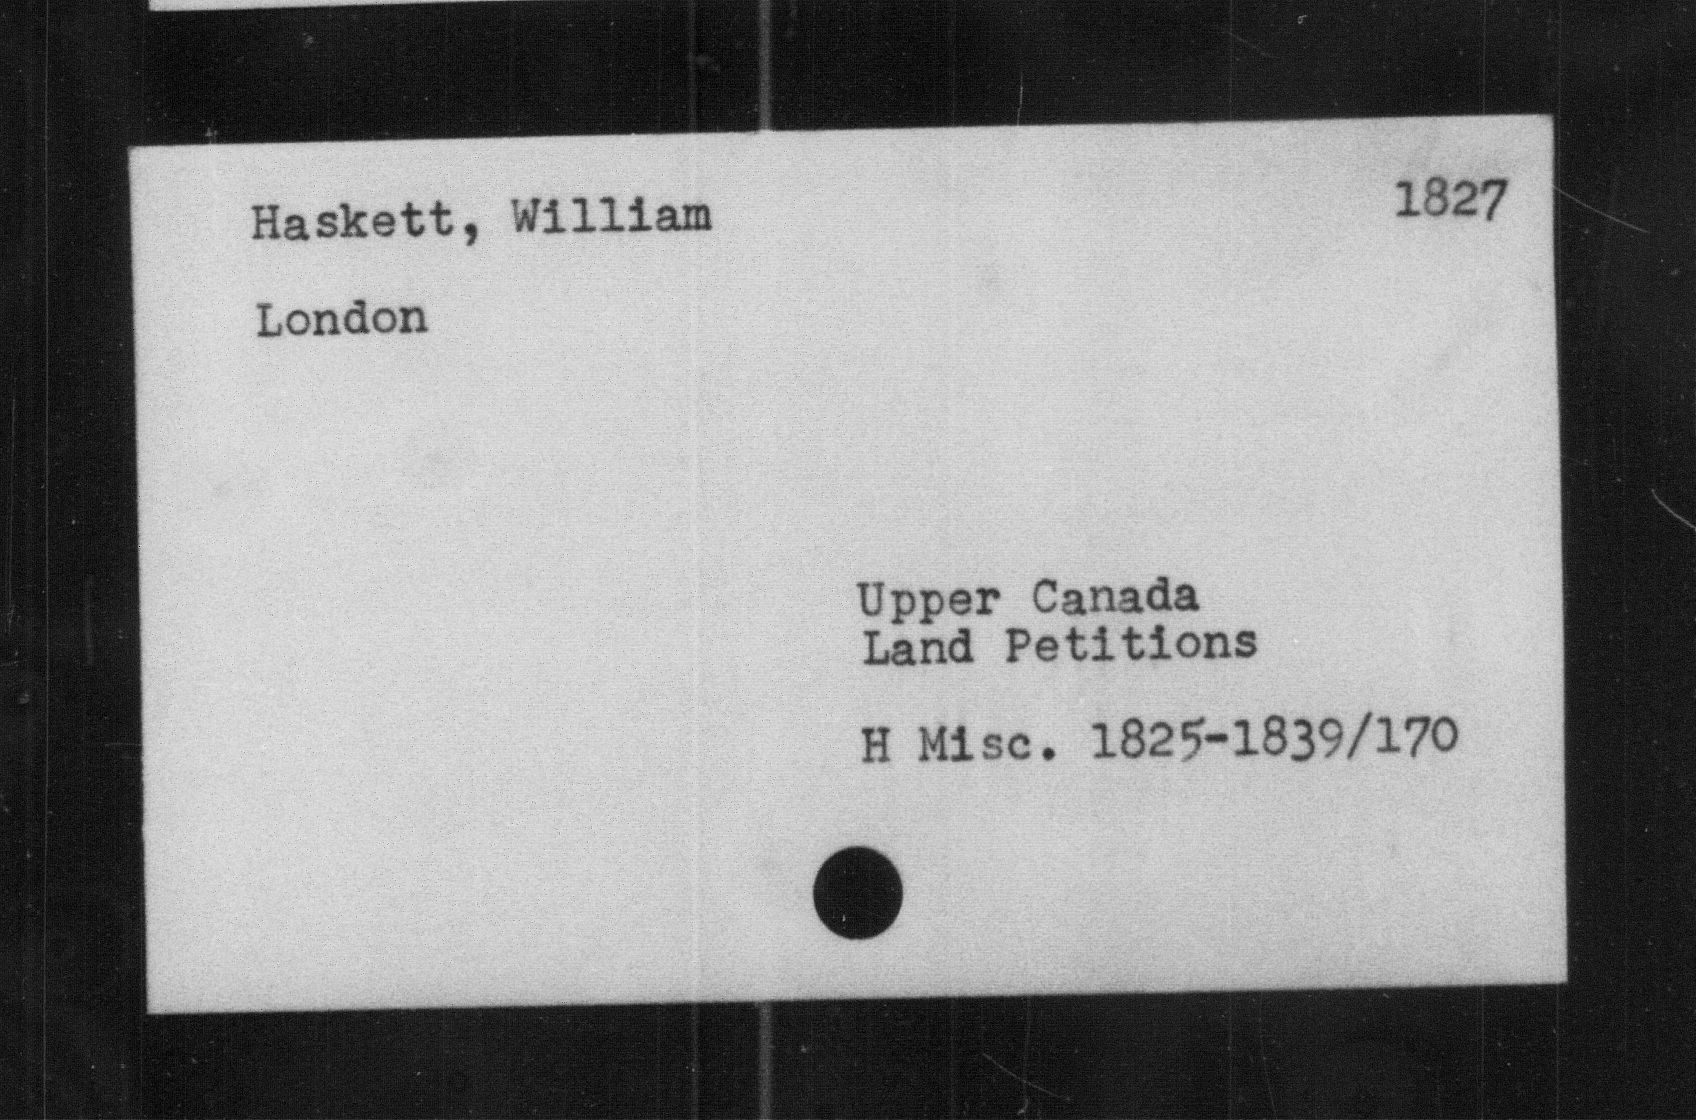 Haskett, William 1827
London
Upper Canada
Land Petitions
H Misc. 1825-1839/170